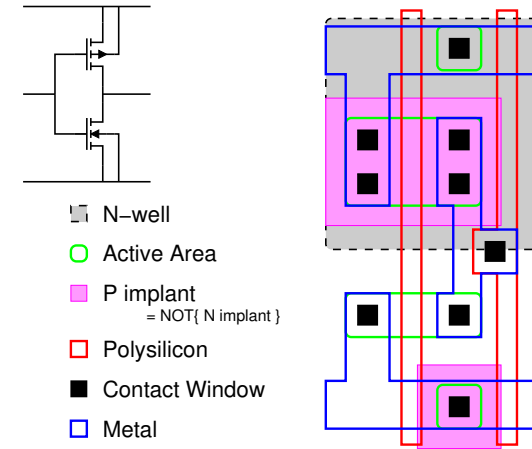 N−well
Active Area
P implant
= NOT{ N implant }
Polysilicon
Contact Window
Metal